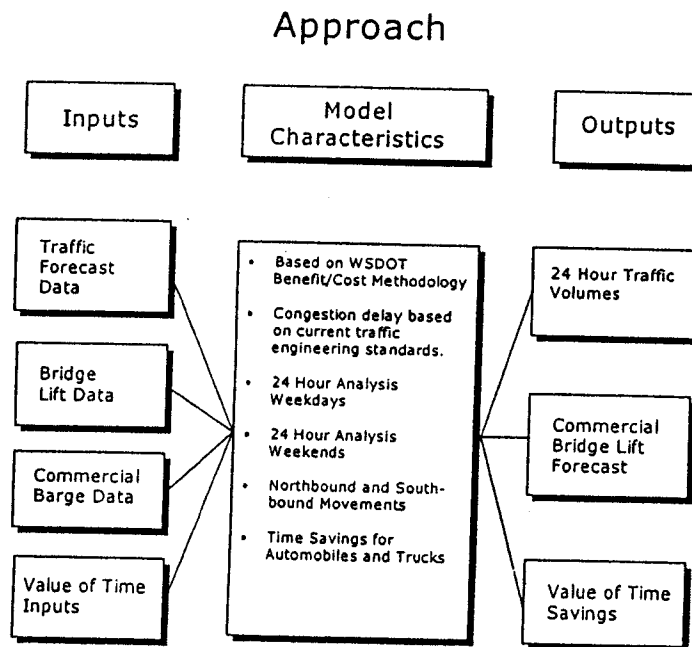 Approach
Inputs
Model
Characteristics
Outputs
Traffic
Forecast
Data
Bridge
Lift Data
Commercial
Barge Data
Value of Time
Inputs
• Based on WSDOT
Benefit/Cost Methodology
• Congestion delay based
on current traffic
engineering standards.
• 24 Hour Analysis
Weekdays
• 24 Hour Analysis
Weekends
• Northbound and South-
bound Movements
• Time Savings for
Automobiles and Trucks
24 Hour Traffic
Volumes
Commercial
Bridge Lift
Forecast
Value of Time
Savings